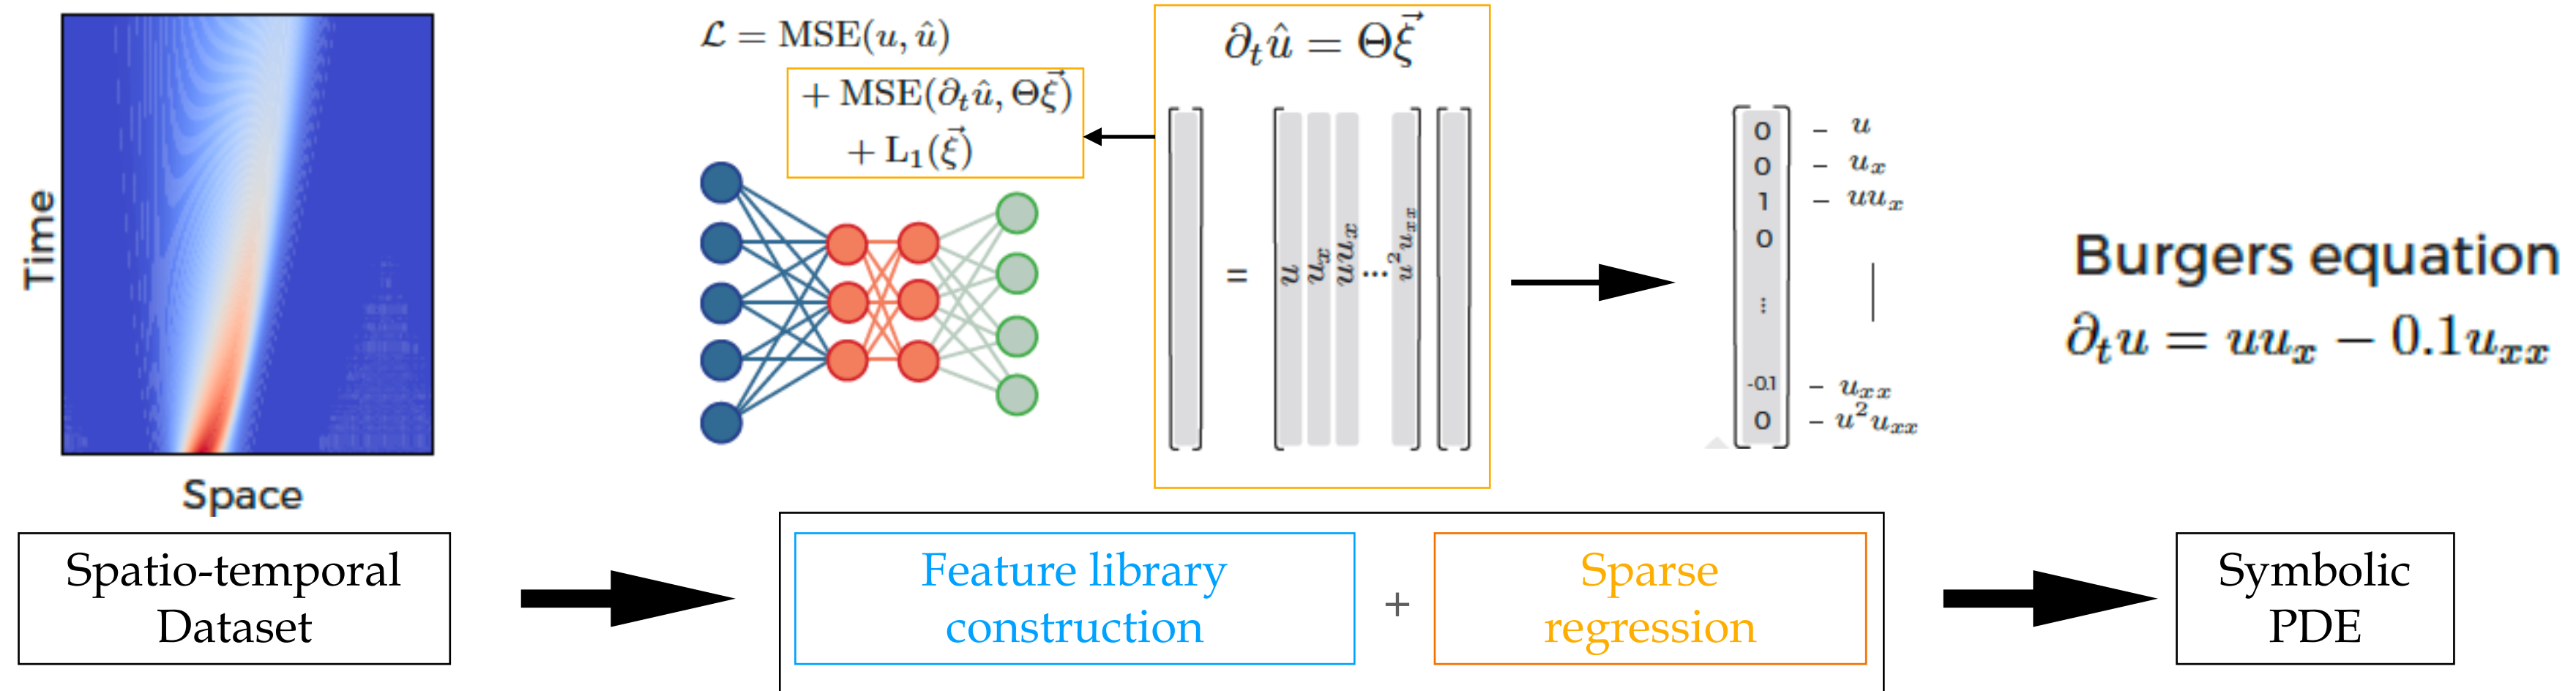 Time
Space
ℒ = MSE(u, û)
+ MSE(∂ₜû, Θξ⃗)
+ L₁(ξ⃗)
∂ₜû = Θξ⃗
=
u uₓ uuₓ ... u²uₓₓ
0 – u
0 – uₓ
1 – uuₓ
0
...
-0.1 – uₓₓ
0 – u²uₓₓ
Burgers equation
∂ₜu = uuₓ − 0.1uₓₓ
Spatio-temporal
Dataset
Feature library
construction
+
Sparse
regression
Symbolic
PDE